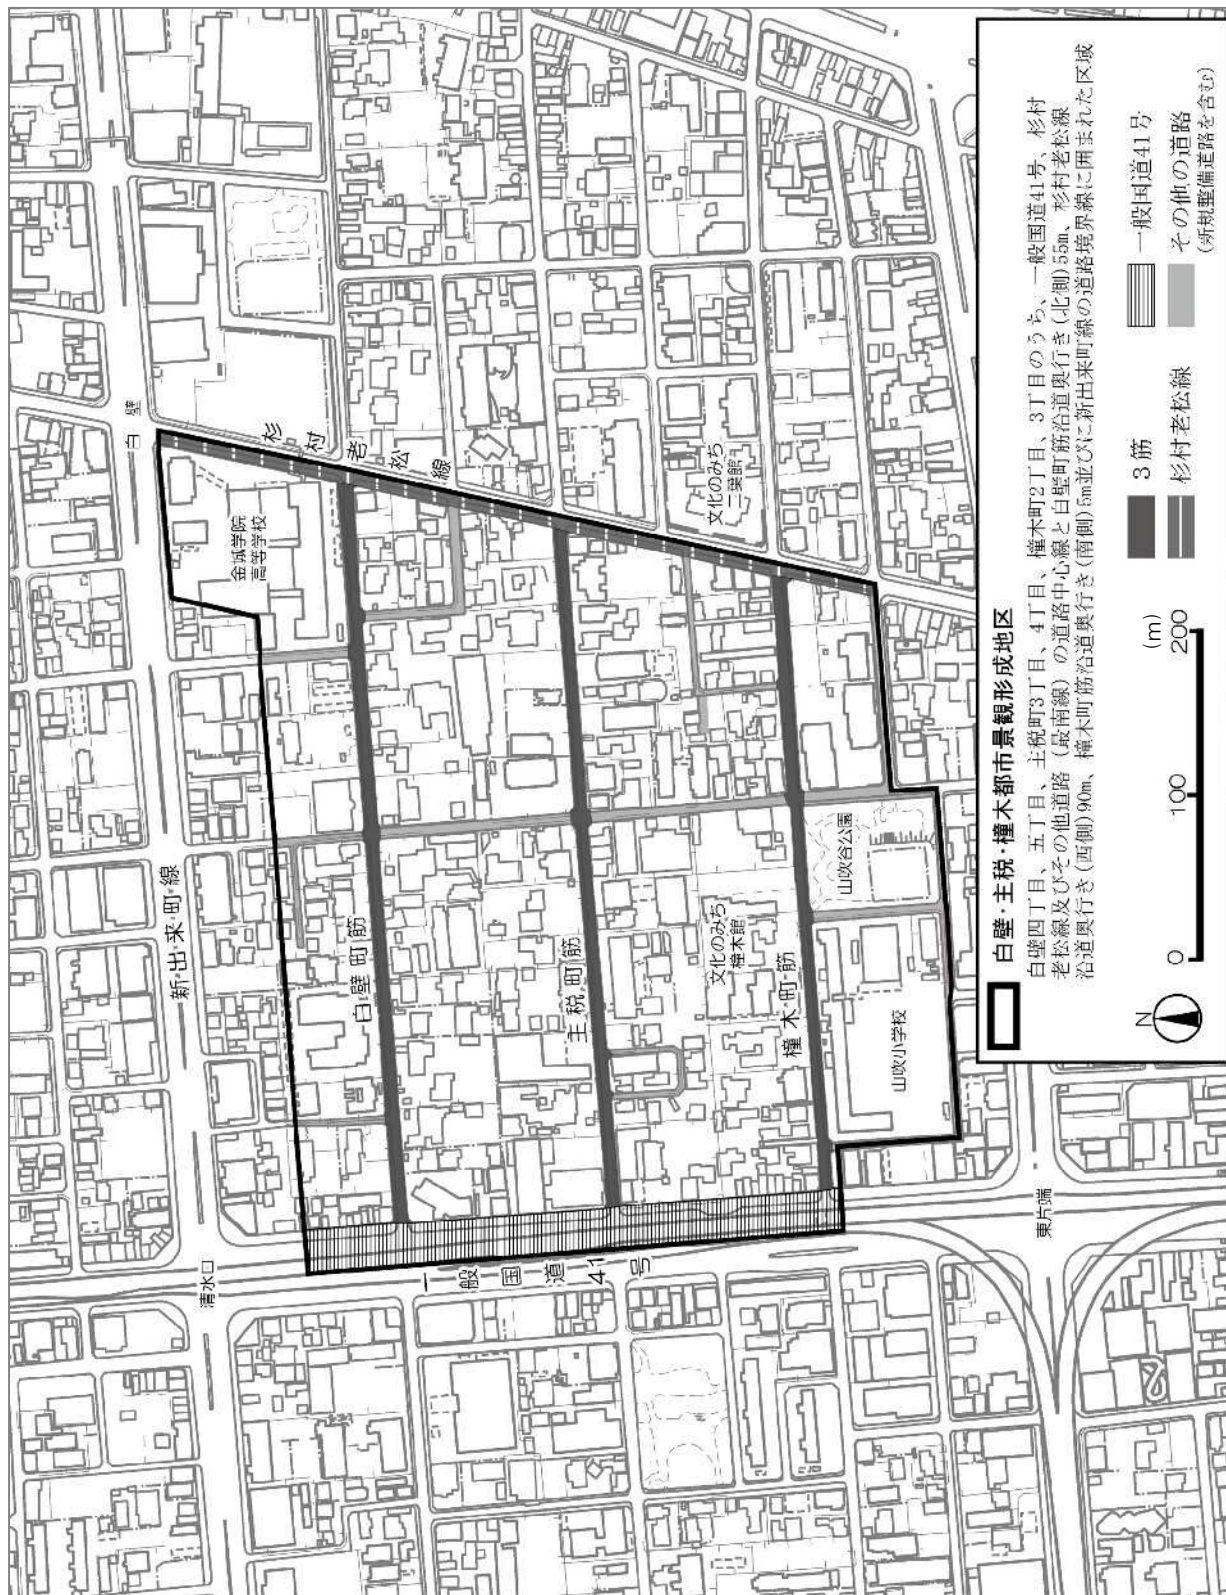 白壁
新・出・来・町・線
清水口
金城学院
高等学校
杉村老松線
白壁町筋
主税町筋
文化のみち
二葉館
文化のみち
橦木館
橦・木・町・筋
山吹谷公園
山吹小学校
一般国道41号
東片端
白壁・主税・橦木都市景観形成地区
白壁四丁目、五丁目、主税町3丁目、4丁目、橦木町2丁目、3丁目のうち、一般国道41号、杉村
老松線及びその他道路（最南線）の道路中心線と白壁町筋沿道奥行き(北側)55m、杉村老松線
沿道奥行き(西側)90m、橦木町筋沿道奥行き(南側)5m並びに新出来町線の道路境界線に囲まれた区域
N
0 100 200
(m)
3筋
一般国道41号
杉村老松線
その他の道路
(新規整備道路を含む)